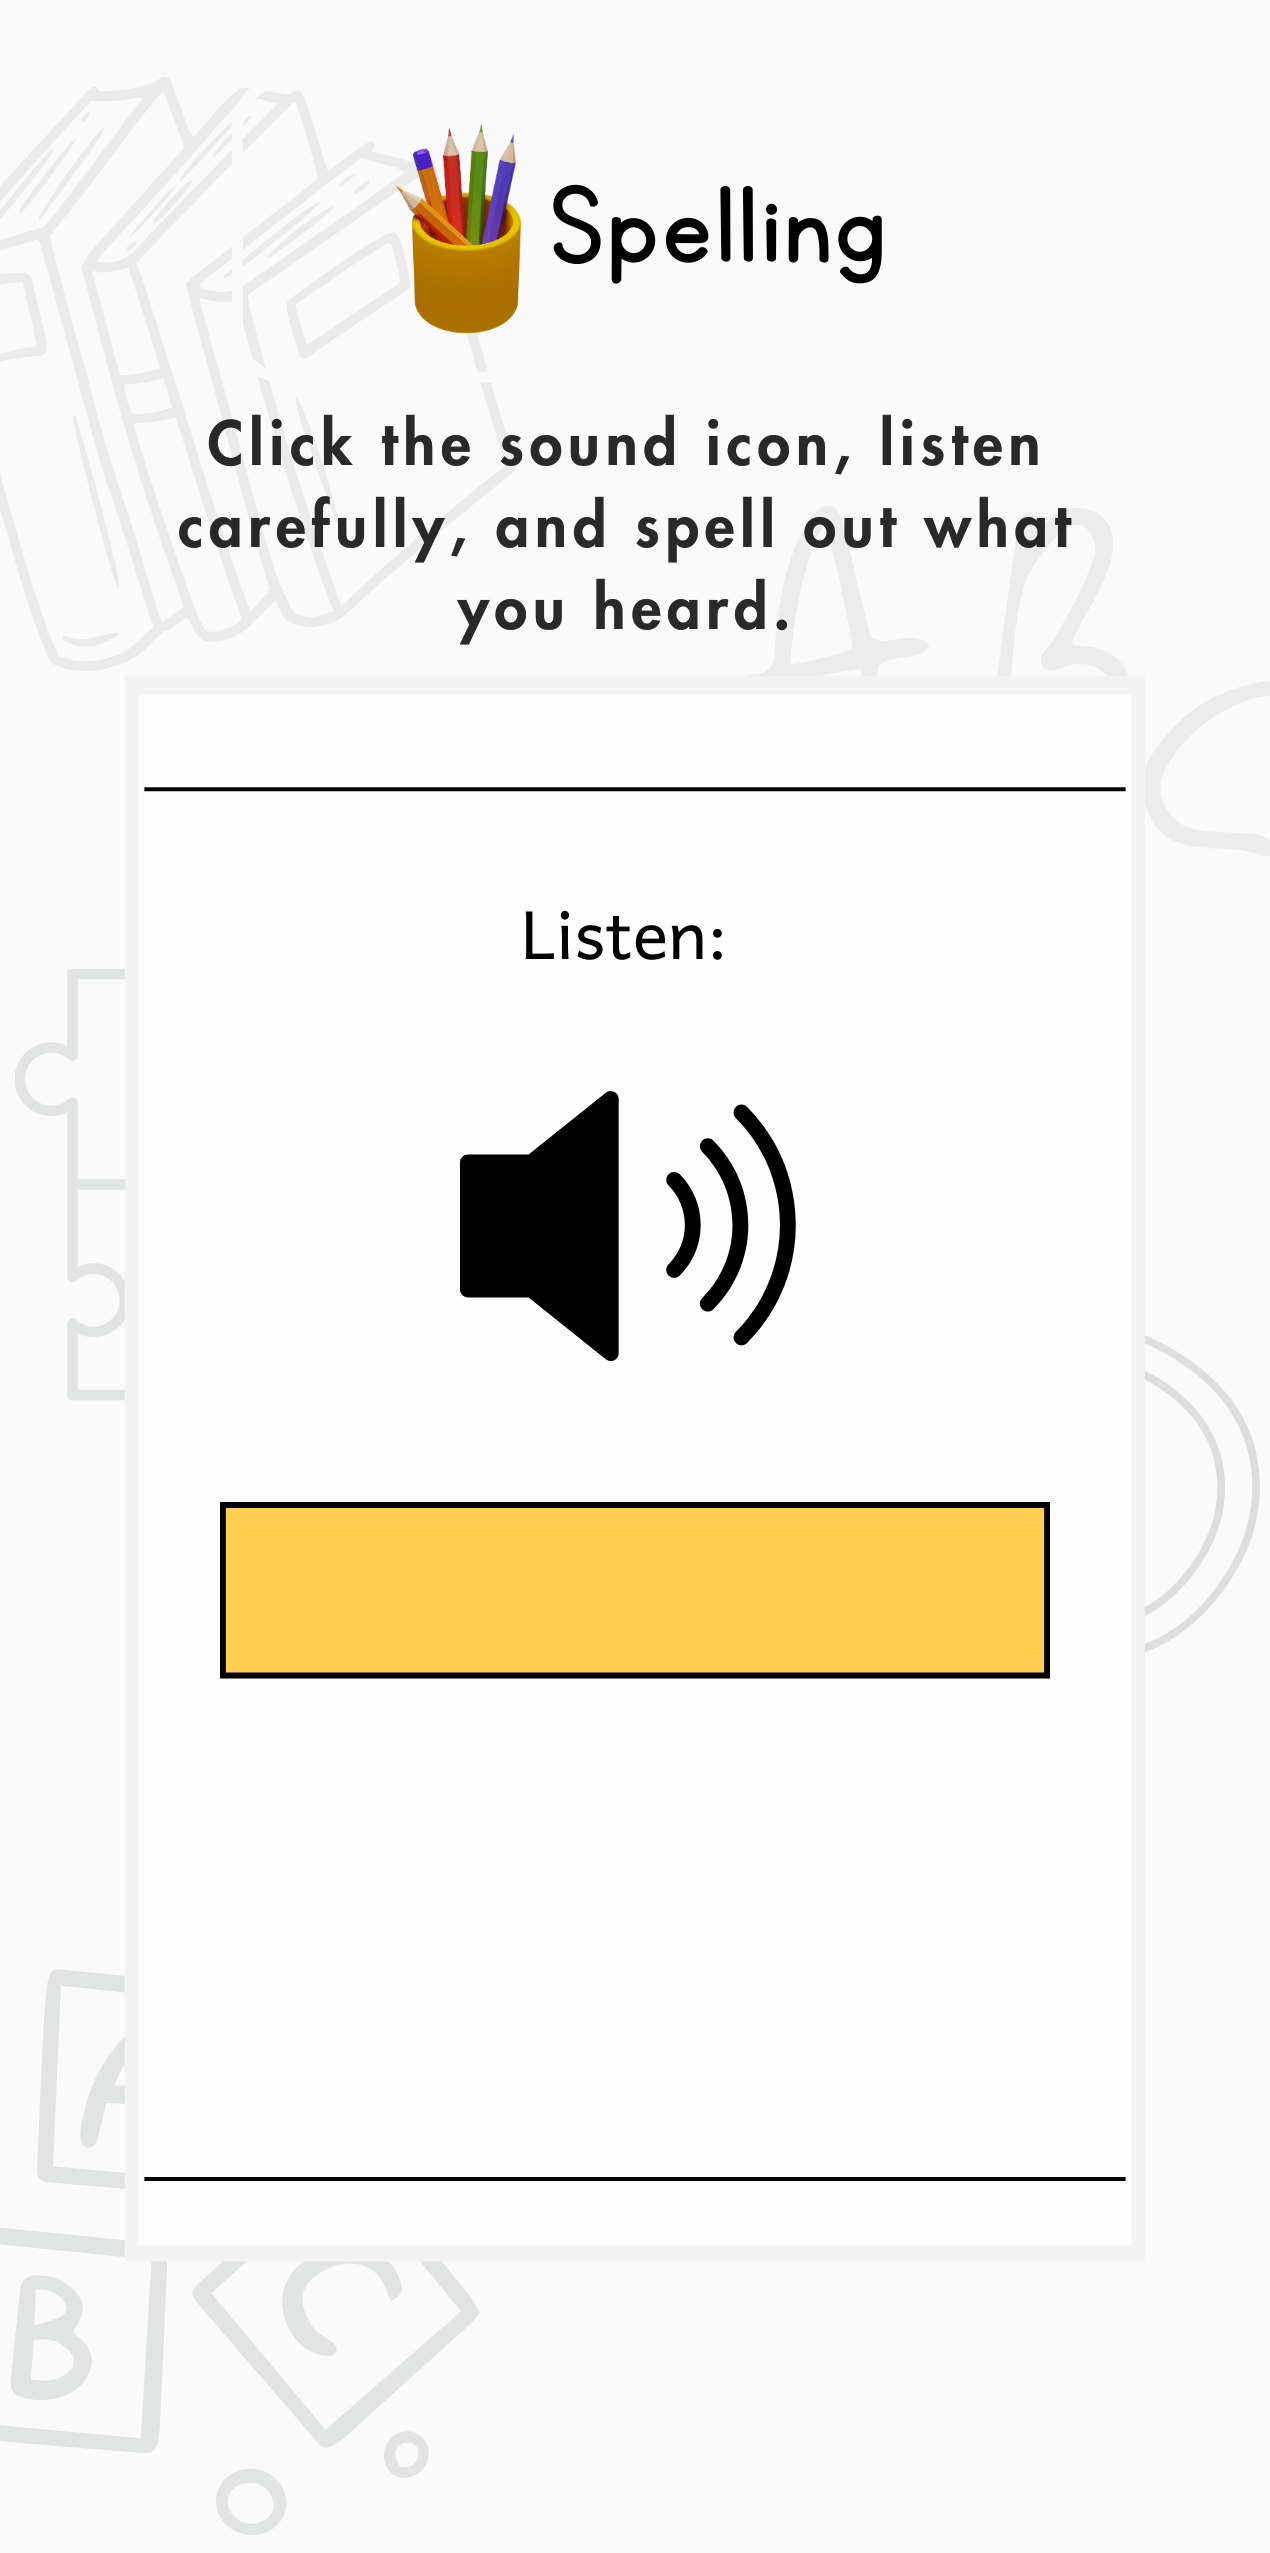 Spelling
Click the sound icon, listen
carefully, and spell out what
you heard.
A B
Listen:
A
B
C